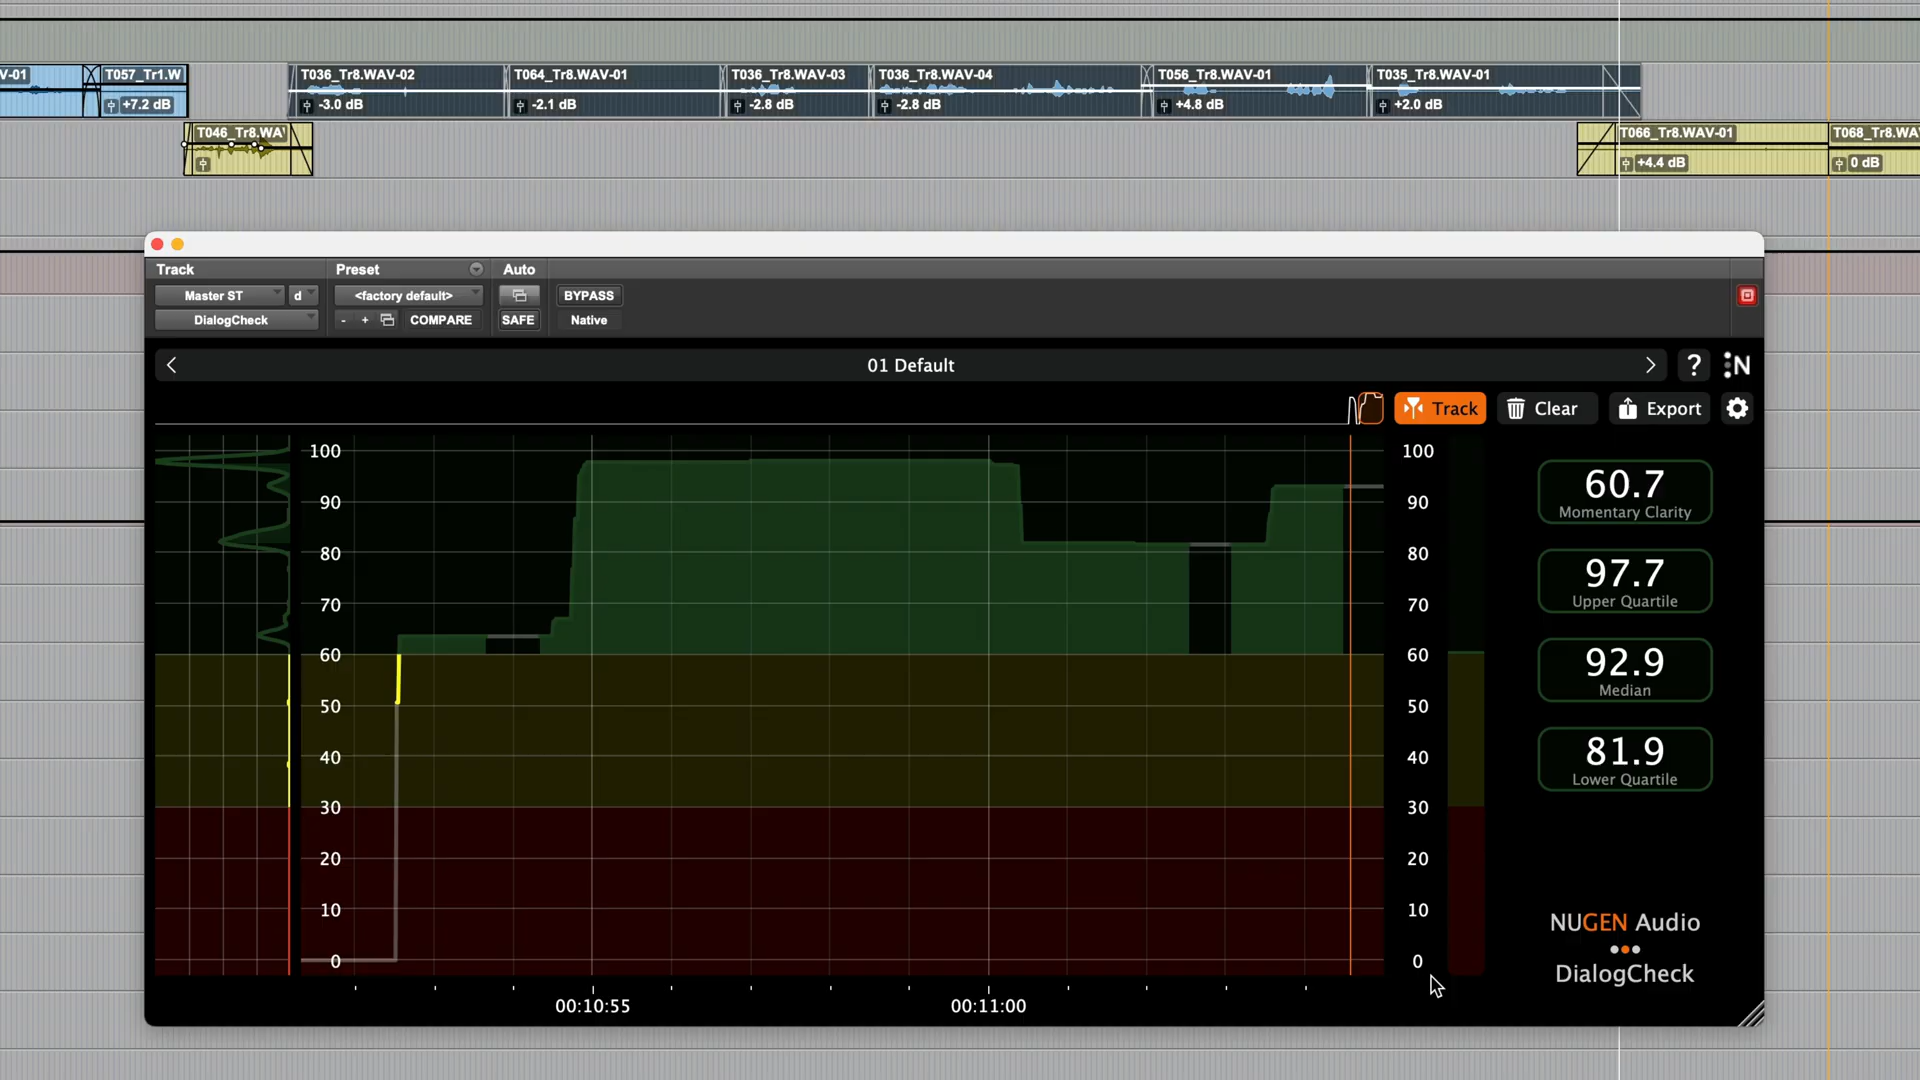 V-01
T057_Tr1.W
T036_Tr8.WAV-02
T064_Tr8.WAV-01
T036_Tr8.WAV-03
T036_Tr8.WAV-04
T056_Tr8.WAV-01
T035_Tr8.WAV-01
+7.2 dB
-3.0 dB
-2.1 dB
-2.8 dB
-2.8 dB
+4.8 dB
+2.0 dB
T046_Tr8.WAV
T066_Tr8.WAV-01
T068_Tr8.WA
+4.4 dB
0 dB
Track
Preset
Auto
Master ST
d
<factory default>
BYPASS
DialogCheck
-
+
COMPARE
SAFE
Native
01 Default
?
N
Track
Clear
Export
100
90
80
70
60
50
40
30
20
10
0
100
90
80
70
60
50
40
30
20
10
0
00:10:55
00:11:00
60.7
Momentary Clarity
97.7
Upper Quartile
92.9
Median
81.9
Lower Quartile
NUGEN Audio
DialogCheck